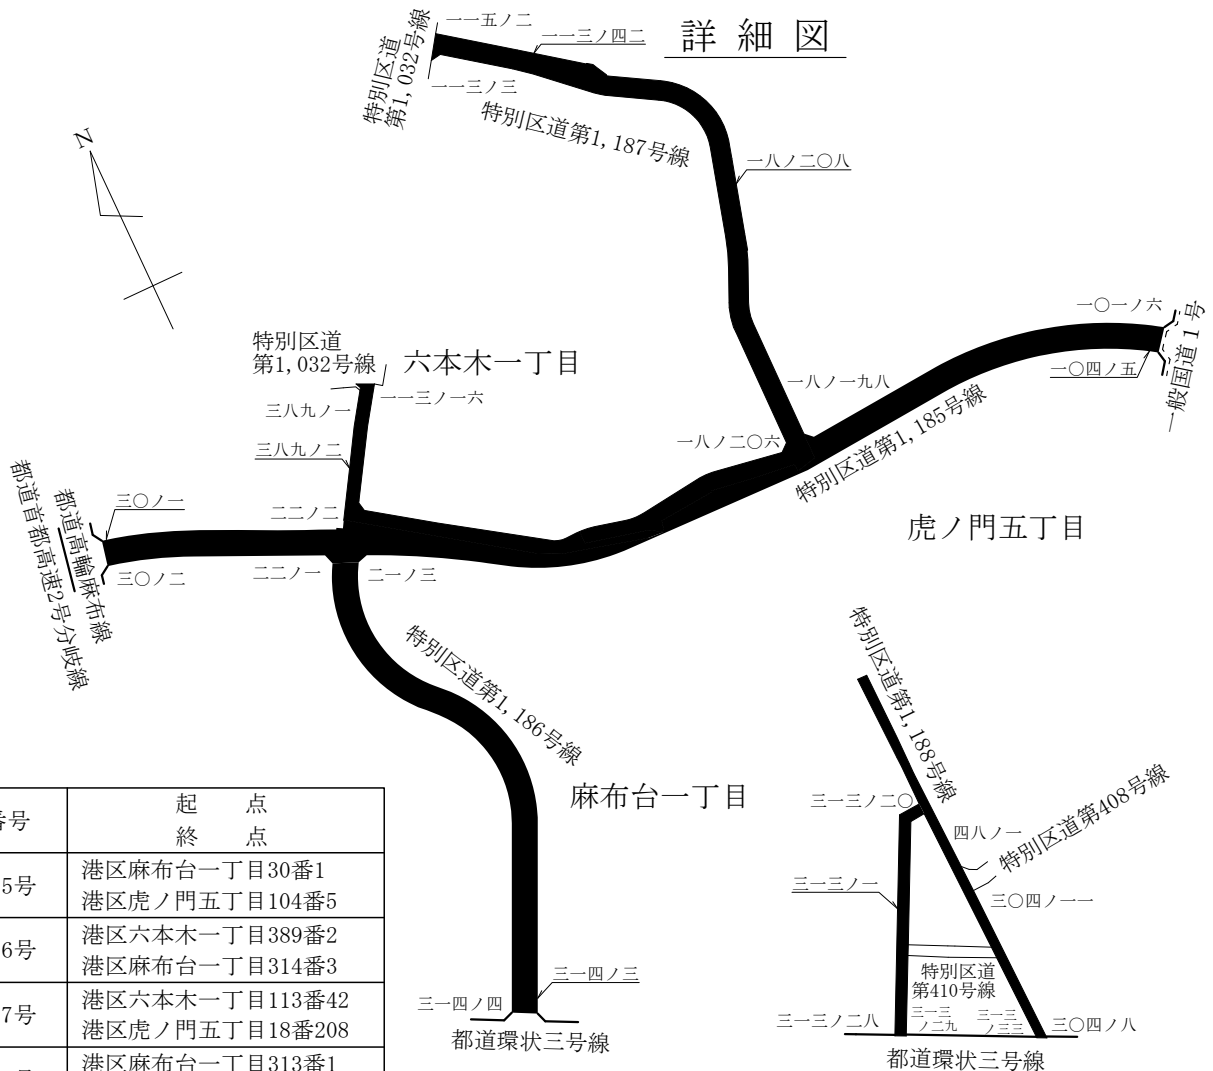 詳細図
特別区道
第1,032号線
一一五ノ二
一一三ノ四二
一一三ノ三
特別区道第1,187号線
一八ノ二〇八
N
一〇一ノ六
一般国道1号
一〇四ノ五
特別区道
第1,032号線
六本木一丁目
一一三ノ一六
三八九ノ一
三八九ノ二
一八ノ一九八
一八ノ二〇六
特別区道第1,185号線
虎ノ門五丁目
三〇ノ一
都道高輪麻布線
都道首都高速2号分岐線
三〇ノ二
二二ノ二
二二ノ一
二一ノ三
特別区道第1,186号線
麻布台一丁目
三一四ノ三
三一四ノ四
都道環状三号線
特別区道第1,188号線
三一三ノ二〇
四八ノ一
特別区道第408号線
三一三ノ一
三〇四ノ一一
特別区道
第410号線
三一三ノ二八
三一三
ノ二九
三一三
ノ三三
三〇四ノ八
都道環状三号線
番号
起　点
終　点
5号
港区麻布台一丁目30番1
港区虎ノ門五丁目104番5
6号
港区六本木一丁目389番2
港区麻布台一丁目314番3
7号
港区六本木一丁目113番42
港区虎ノ門五丁目18番208
港区麻布台一丁目313番1